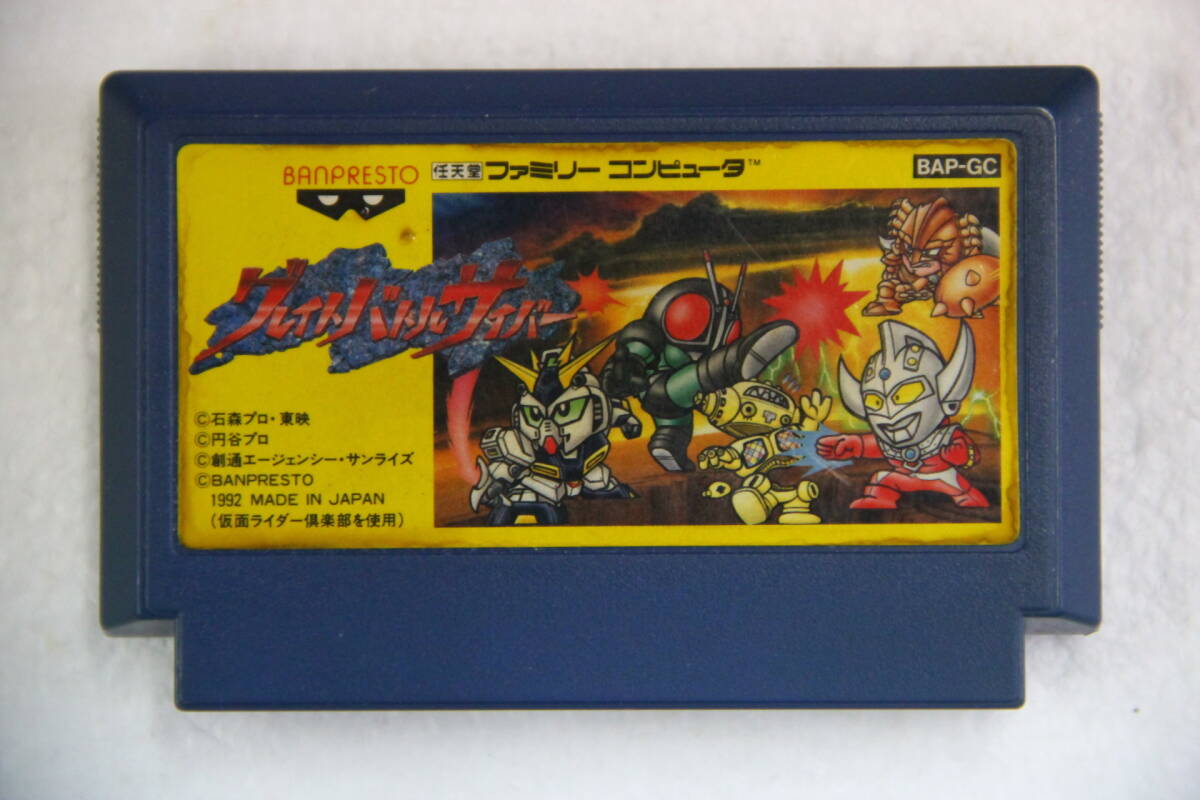 BANPRESTO
任天堂 ファミリー コンピュータ™
BAP-GC
グレイトバトルサイバー
©石森プロ・東映
©円谷プロ
©創通エージェンシー・サンライズ
©BANPRESTO
1992 MADE IN JAPAN
(仮面ライダー倶楽部を使用)